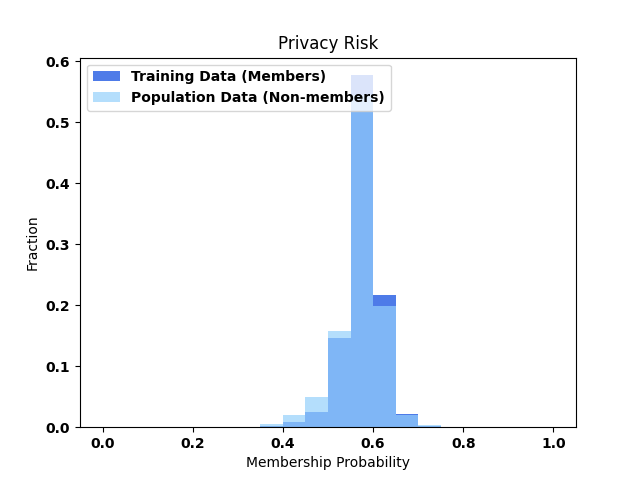 Privacy Risk
Training Data (Members)
Population Data (Non-members)
0.6
0.5
0.4
0.3
0.2
0.1
0.0
Fraction
0.0 0.2 0.4 0.6 0.8 1.0
Membership Probability